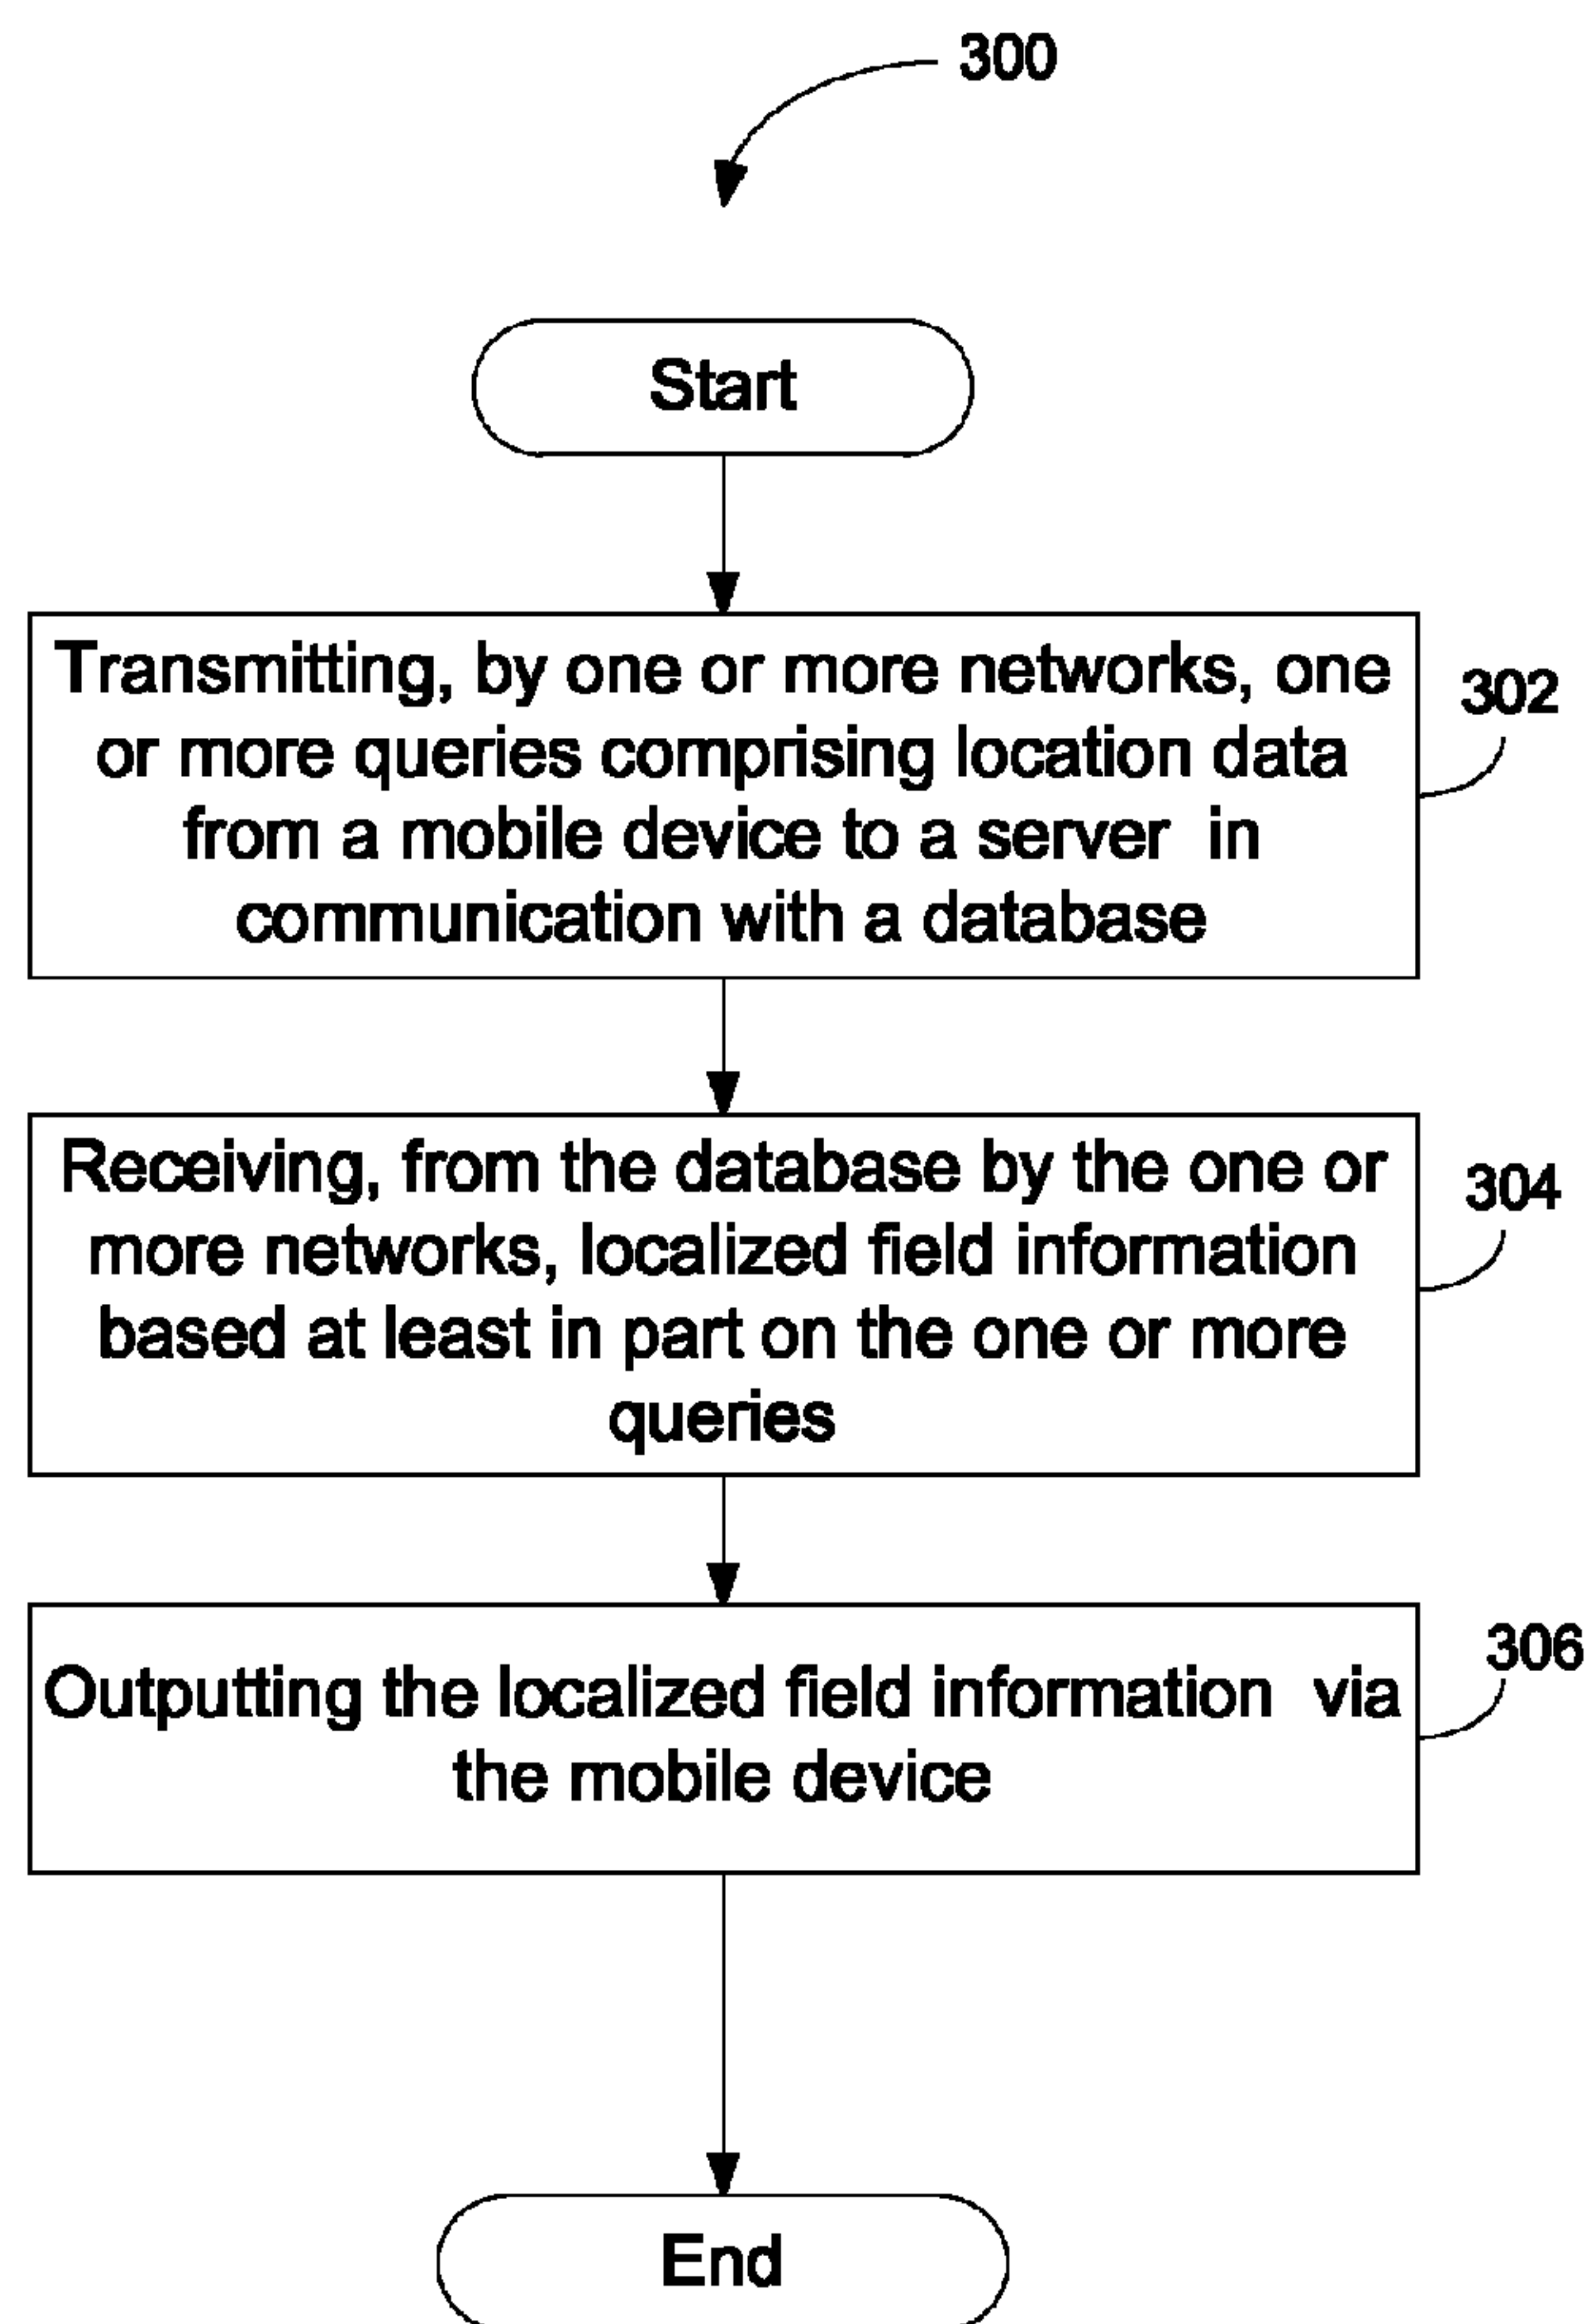 300
Start
Transmitting, by one or more networks, one
or more queries comprising location data
from a mobile device to a server in
communication with a database
302
Receiving, from the database by the one or
more networks, localized field information
based at least in part on the one or more
queries
304
Outputting the localized field information via
the mobile device
306
End